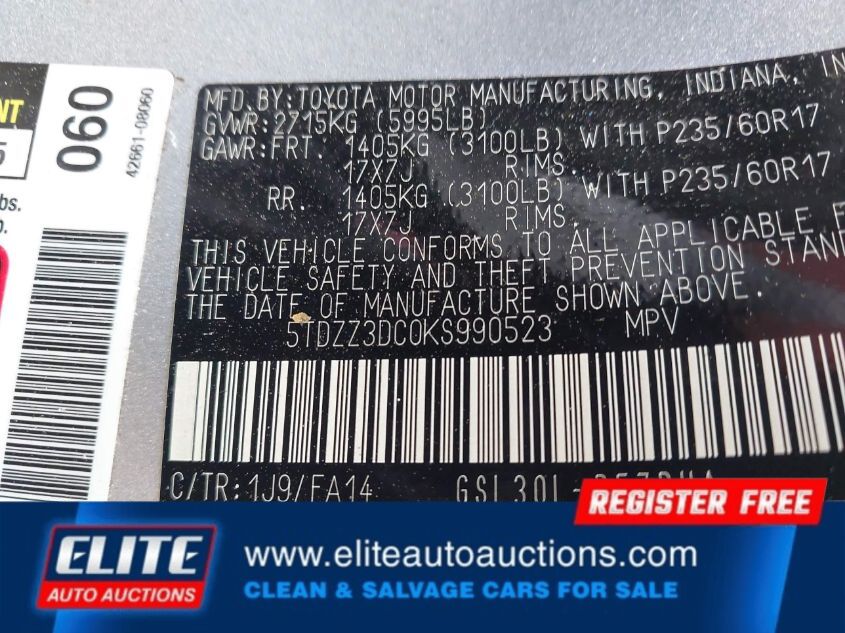 MFD.BY:TOYOTA MOTOR MANUFACTURING, INDIANA,
GVWR:2715KG (5995LB)
GAWR:FRT. 1405KG (3100LB) WITH P235/60R17
17X7J RIMS.
RR. 1405KG (3100LB) WITH P235/60R17
17X7J RIMS.
THIS VEHICLE CONFORMS TO ALL APPLICABLE
VEHICLE SAFETY AND THEFT PREVENTION
THE DATE OF MANUFACTURE SHOWN ABOVE.
5TDZZ3DC0KS990523 MPV
C/TR:1J9/FA14 GSL30L
060
42661-08060
REGISTER FREE
ELITE
AUTO AUCTIONS
www.eliteautoauctions.com
CLEAN & SALVAGE CARS FOR SALE